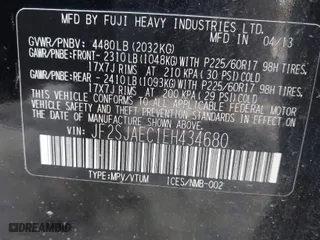 MFD. BY FUJI HEAVY INDUSTRIES LTD.
GVWR/PNBV: 4480LB(2032KG) IN 04/13
GAWR/PNBE:FRONT-2310LB(1048KG)WITH P225/60R17 98H TIRES,
17X7J RIMS AT 210 KPA(30 PSI)COLD
GAWR/PNBE:REAR -2410LB(1093KG)WITH P225/60R17 98H TIRES,
17X7J RIMS AT 200 KPA(29 PSI)COLD
THIS VEHICLE CONFORMS TO ALL APPLICABLE FEDERAL MOTOR
VEHICLE SAFETY, BUMPER, AND THEFT PREVENTION STANDARDS
IN EFFECT ON THE DATE OF MANUFACTURE SHOWN ABOVE.
VIN: JF2SJAEC1EH434680
TYPE:MPV/VTUM ICES/NMB-002